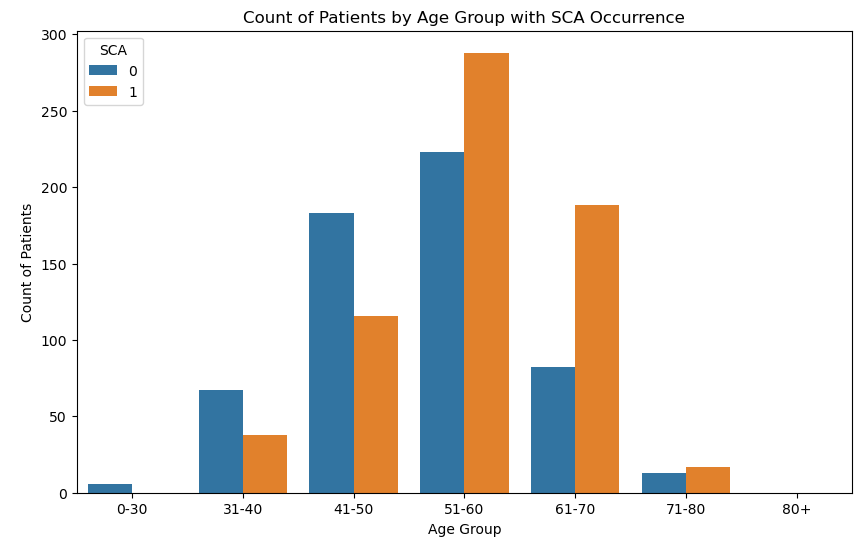 Count of Patients by Age Group with SCA Occurrence
SCA
0
1
300
250
200
150
100
50
0
Count of Patients
0-30 31-40 41-50 51-60 61-70 71-80 80+
Age Group